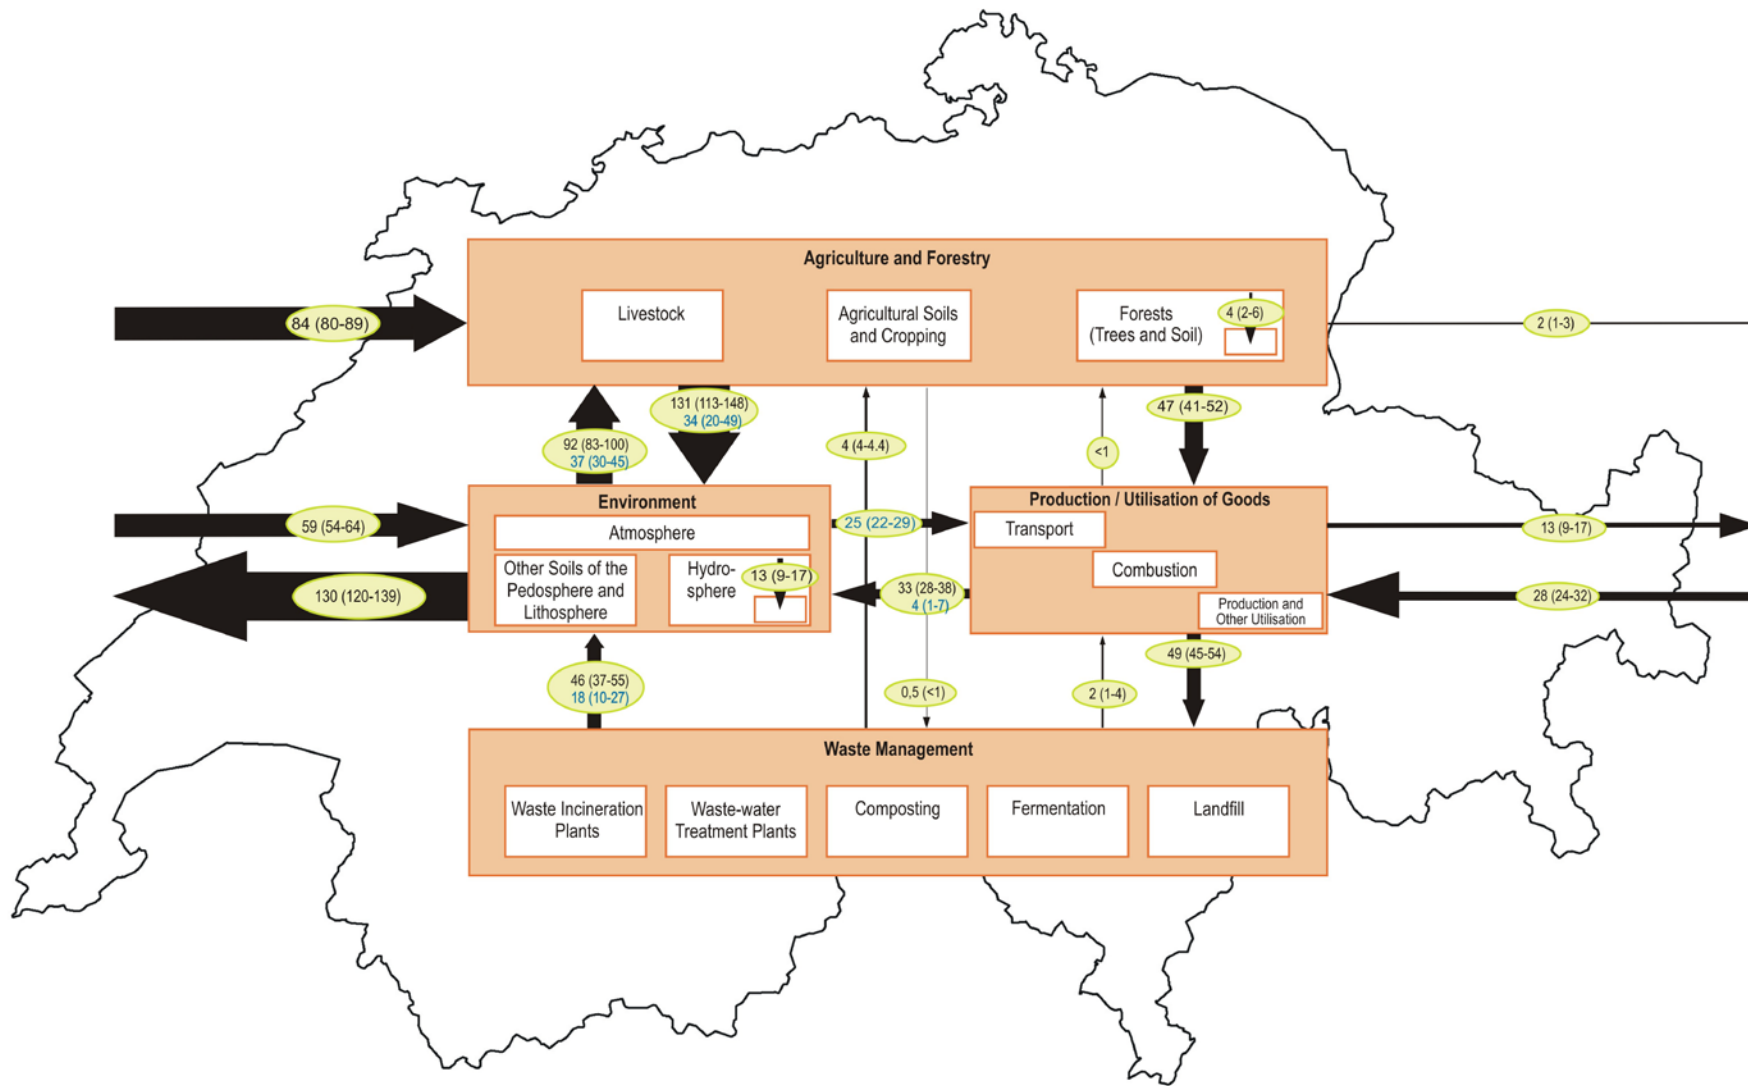 Agriculture and Forestry
Livestock
Agricultural Soils
and Cropping
Forests
(Trees and Soil)
4 (2-6)
84 (80-89)
2 (1-3)
131 (113-148)
34 (20-49)
92 (83-100)
37 (30-45)
4 (4-4.4)
<1
47 (41-52)
Environment
Atmosphere
Other Soils of the
Pedosphere and
Lithosphere
Hydro-
sphere
13 (9-17)
59 (54-64)
130 (120-139)
25 (22-29)
33 (28-38)
4 (1-7)
Production / Utilisation of Goods
Transport
Combustion
Production and
Other Utilisation
13 (9-17)
28 (24-32)
46 (37-55)
18 (10-27)
0,5 (<1)
2 (1-4)
49 (45-54)
Waste Management
Waste Incineration
Plants
Waste-water
Treatment Plants
Composting
Fermentation
Landfill